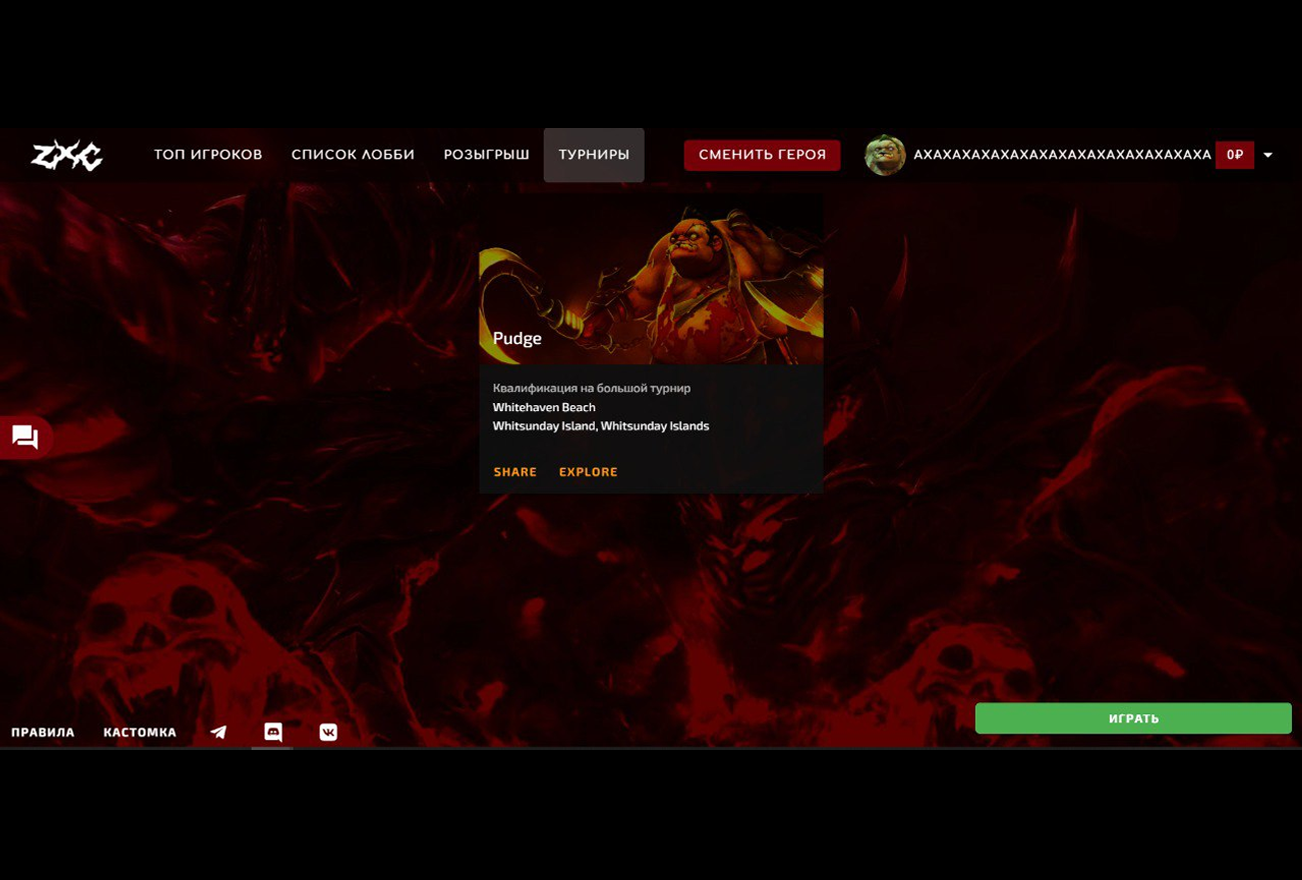 ZXC
ТОП ИГРОКОВ
СПИСОК ЛОББИ
РОЗЫГРЫШ
ТУРНИРЫ
СМЕНИТЬ ГЕРОЯ
АХАХАХАХАХАХАХАХАХАХАХАХАХАХАХА
0₽
Pudge
Квалификация на большой турнир
Whitehaven Beach
Whitsunday Island, Whitsunday Islands
SHARE
EXPLORE
ПРАВИЛА
КАСТОМКА
ИГРАТЬ